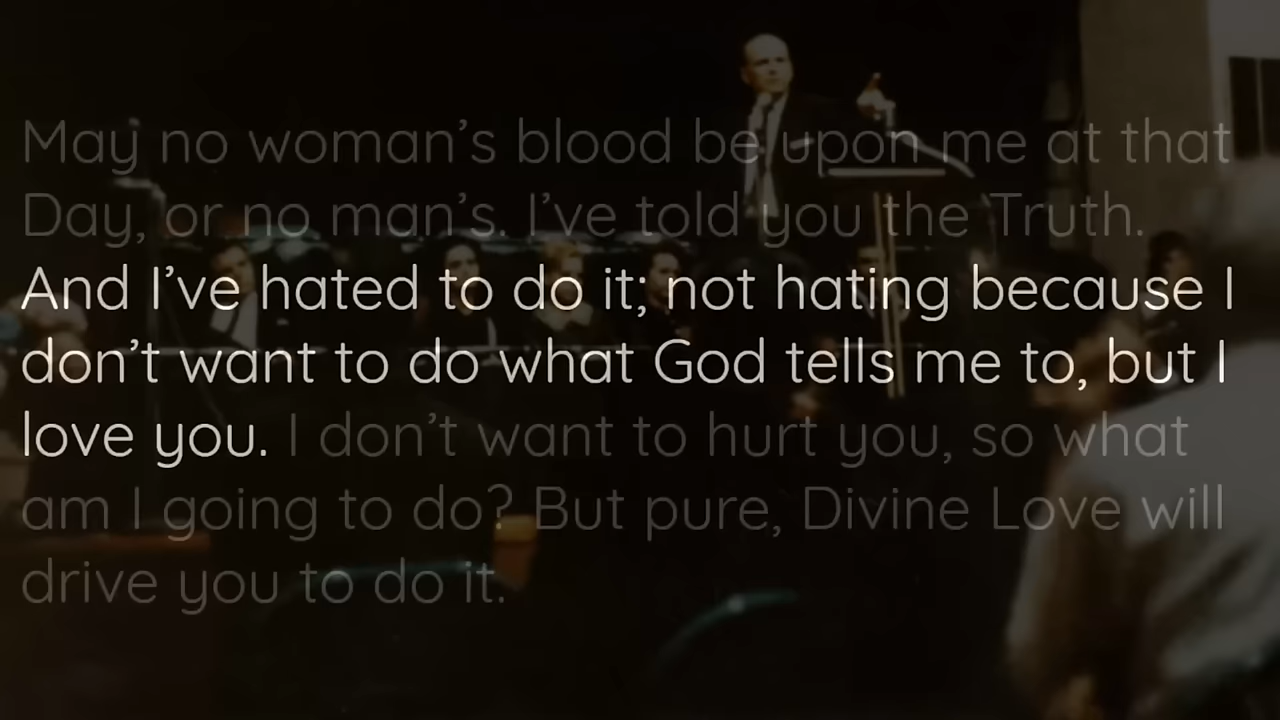 May no woman’s blood be upon me at that
Day, or no man’s. I’ve told you the Truth.
And I’ve hated to do it; not hating because I
don’t want to do what God tells me to, but I
love you. I don’t want to hurt you, so what
am I going to do? But pure, Divine Love will
drive you to do it.